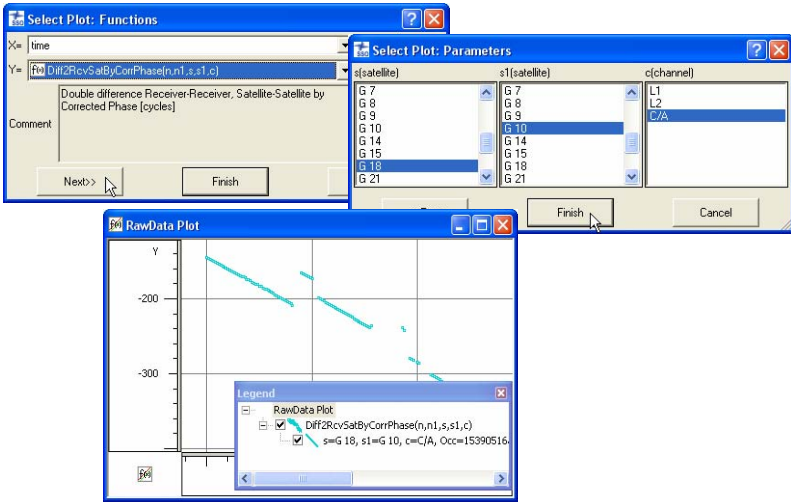 Select Plot: Functions
X= time
Y= f(x) Diff2RcvSatByCorrPhase(n,n1,s,s1,c)
Comment
Double difference Receiver-Receiver, Satellite-Satellite by
Corrected Phase [cycles]
Next>> Finish
Select Plot: Parameters
s(satellite) s1(satellite) c(channel)
G 7 G 7 L1
G 8 G 8 L2
G 9 G 9 C/A
G 10 G 10
G 14 G 14
G 15 G 15
G 18 G 18
G 21 G 21
Finish Cancel
RawData Plot
Y
-200
-300
Legend
RawData Plot
Diff2RcvSatByCorrPhase(n,n1,s,s1,c)
s=G 18, s1=G 10, c=C/A, Occ=15390516